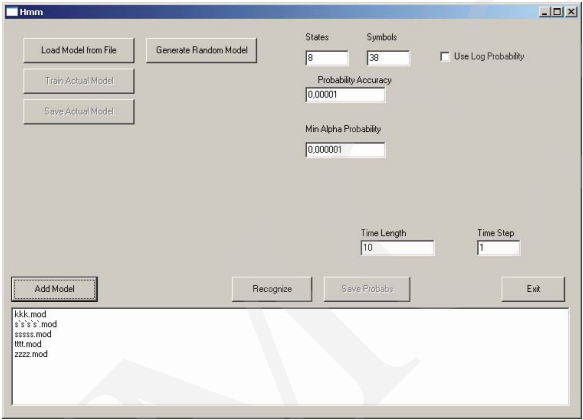 Hmm
States Symbols
Load Model from File Generate Random Model 8 38 Use Log Probability
Train Actual Model
Probability Accuracy
0,00001
Save Actual Model
Min Alpha Probability
0,000001
Time Length Time Step
10 1
Add Model Recognize Save Probabs Exit
kkk.mod
s`s`s`s`.mod
sssss.mod
tttt.mod
zzzz.mod